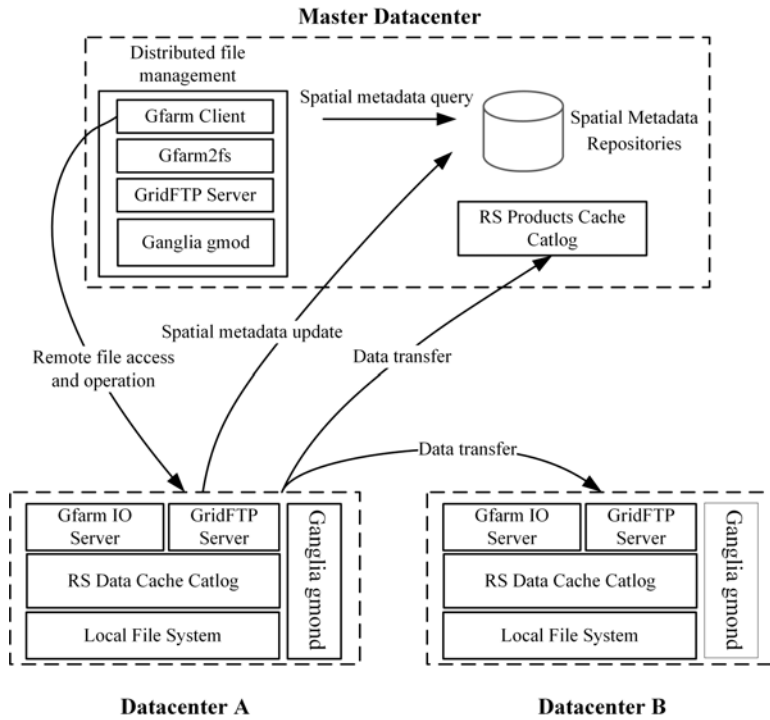 Master Datacenter
Distributed file
management
Gfarm Client
Gfarm2fs
GridFTP Server
Ganglia gmod
Spatial metadata query
Spatial Metadata
Repositories
RS Products Cache
Catlog
Spatial metadata update
Remote file access
and operation
Data transfer
Data transfer
Gfarm IO
Server
GridFTP
Server
Ganglia gmond
RS Data Cache Catlog
Local File System
Datacenter A
Gfarm IO
Server
GridFTP
Server
Ganglia gmond
RS Data Cache Catlog
Local File System
Datacenter B